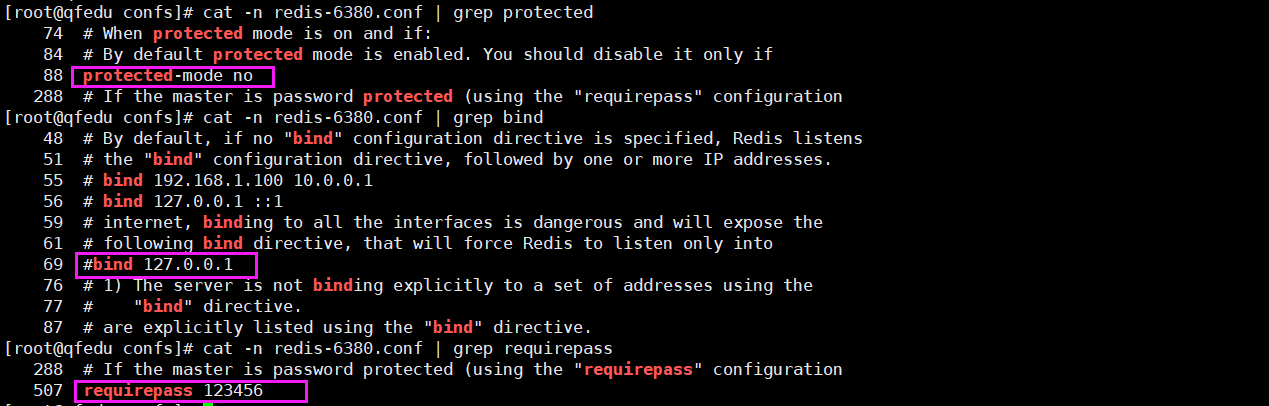 [root@qfedu confs]# cat -n redis-6380.conf | grep protected
74 # When protected mode is on and if:
84 # By default protected mode is enabled. You should disable it only if
88 protected-mode no
288 # If the master is password protected (using the "requirepass" configuration
[root@qfedu confs]# cat -n redis-6380.conf | grep bind
48 # By default, if no "bind" configuration directive is specified, Redis listens
51 # the "bind" configuration directive, followed by one or more IP addresses.
55 # bind 192.168.1.100 10.0.0.1
56 # bind 127.0.0.1 ::1
59 # internet, binding to all the interfaces is dangerous and will expose the
61 # following bind directive, that will force Redis to listen only into
69 #bind 127.0.0.1
76 # 1) The server is not binding explicitly to a set of addresses using the
77 #    "bind" directive.
87 # are explicitly listed using the "bind" directive.
[root@qfedu confs]# cat -n redis-6380.conf | grep requirepass
288 # If the master is password protected (using the "requirepass" configuration
507 requirepass 123456